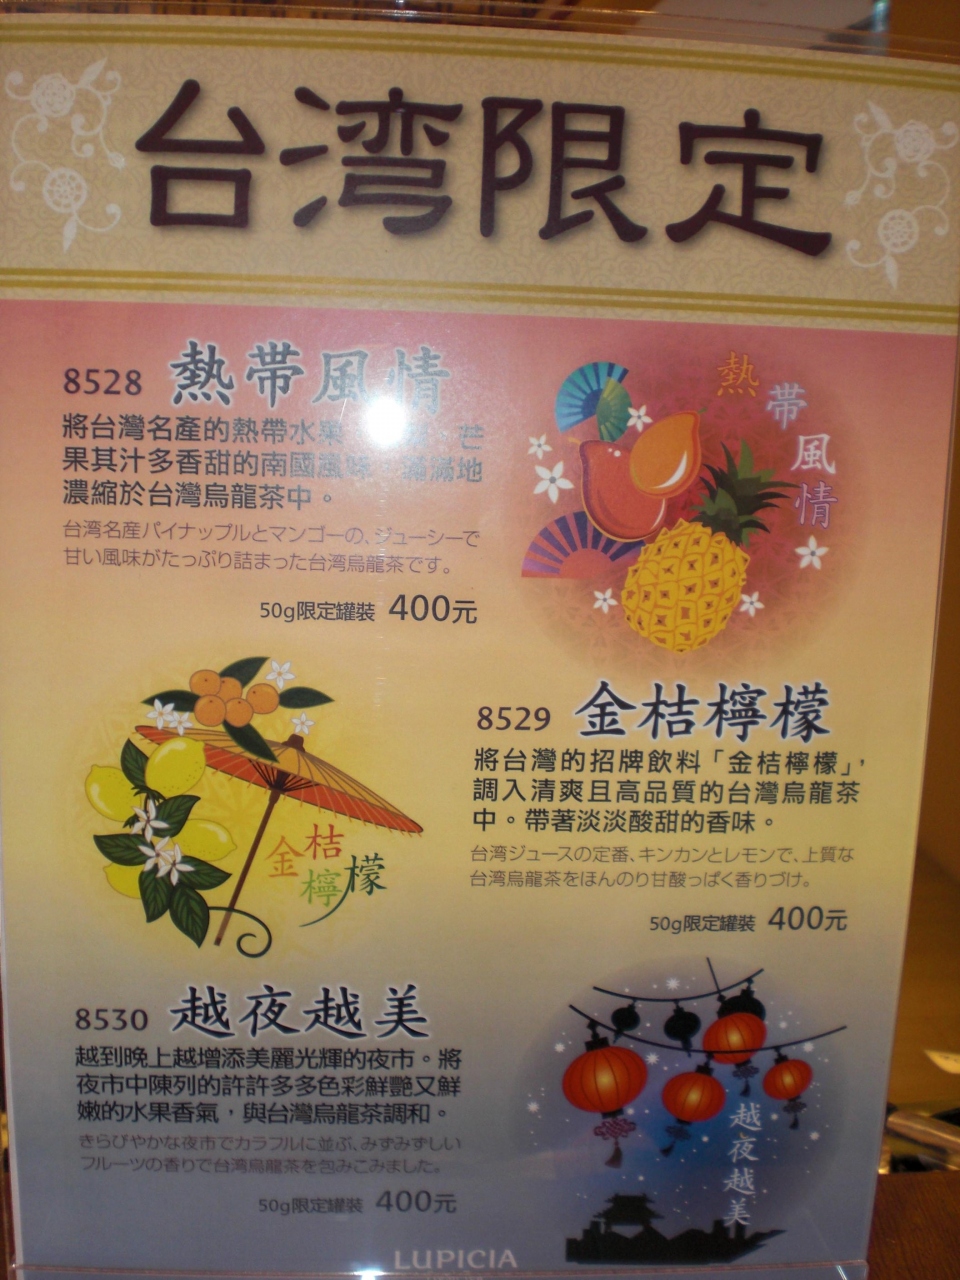 台湾限定
8528 熱帯風情
將台灣名產的熱帶水果
芒
果其汁多香甜的南國風味
滿地
濃縮於台灣烏龍茶中。
台湾名産パイナップルとマンゴーの、ジューシーで
甘い風味がたっぷり詰まった台湾烏龍茶です。
50g限定罐裝 400元
熱帯風情
8529 金桔檸檬
將台灣的招牌飲料「金桔檸檬」,
調入清爽且高品質的台灣烏龍茶
中。帶著淡淡酸甜的香味。
台湾ジュースの定番、キンカンとレモンで、上質な
台湾烏龍茶をほんのり甘酸っぱく香りづけ。
50g限定罐裝 400元
金桔檸檬
8530 越夜越美
越到晚上越增添美麗光輝的夜市。將
夜市中陳列的許許多多色彩鮮艷又鮮
嫩的水果香氣,與台灣烏龍茶調和。
きらびやかな夜市でカラフルに並ぶ、みずみずしい
フルーツの香りで台湾烏龍茶を包みこみました。
50g限定罐裝 400元
越夜越美
LUPICIA